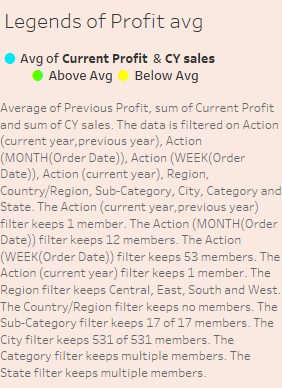 Legends of Profit avg
Avg of Current Profit & CY sales
Above Avg Below Avg
Average of Previous Profit, sum of Current Profit
and sum of CY sales. The data is filtered on Action
(current year,previous year), Action
(MONTH(Order Date)), Action (WEEK(Order
Date)), Action (current year), Region,
Country/Region, Sub-Category, City, Category and
State. The Action (current year,previous year)
filter keeps 1 member. The Action (MONTH(Order
Date)) filter keeps 12 members. The Action
(WEEK(Order Date)) filter keeps 53 members. The
Action (current year) filter keeps 1 member. The
Region filter keeps Central, East, South and West.
The Country/Region filter keeps no members. The
Sub-Category filter keeps 17 of 17 members. The
City filter keeps 531 of 531 members. The
Category filter keeps multiple members. The
State filter keeps multiple members.